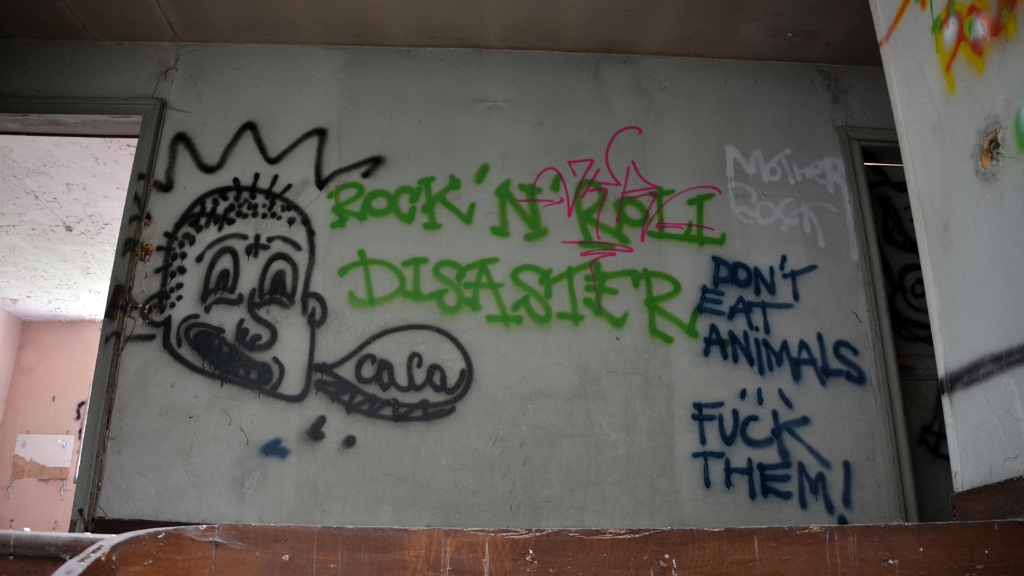 ROCK 'N' ROLL
DISASTER
MOTHER
ROCK
DON'T
EAT
ANIMALS
FUCK
THEM!
caca